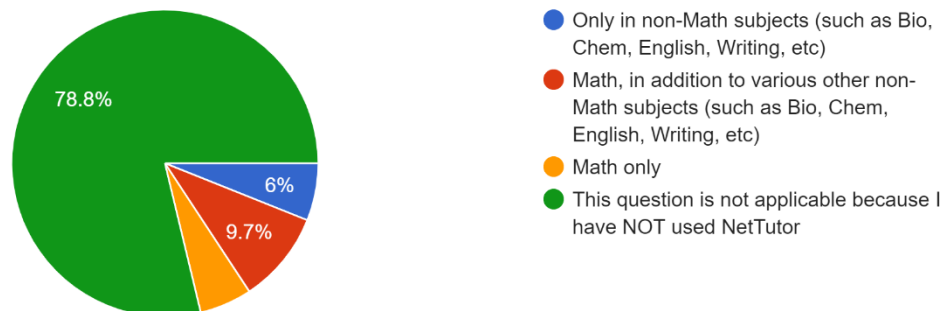 78.8%
6%
9.7%
Only in non-Math subjects (such as Bio,
Chem, English, Writing, etc)
Math, in addition to various other non-
Math subjects (such as Bio, Chem,
English, Writing, etc)
Math only
This question is not applicable because I
have NOT used NetTutor